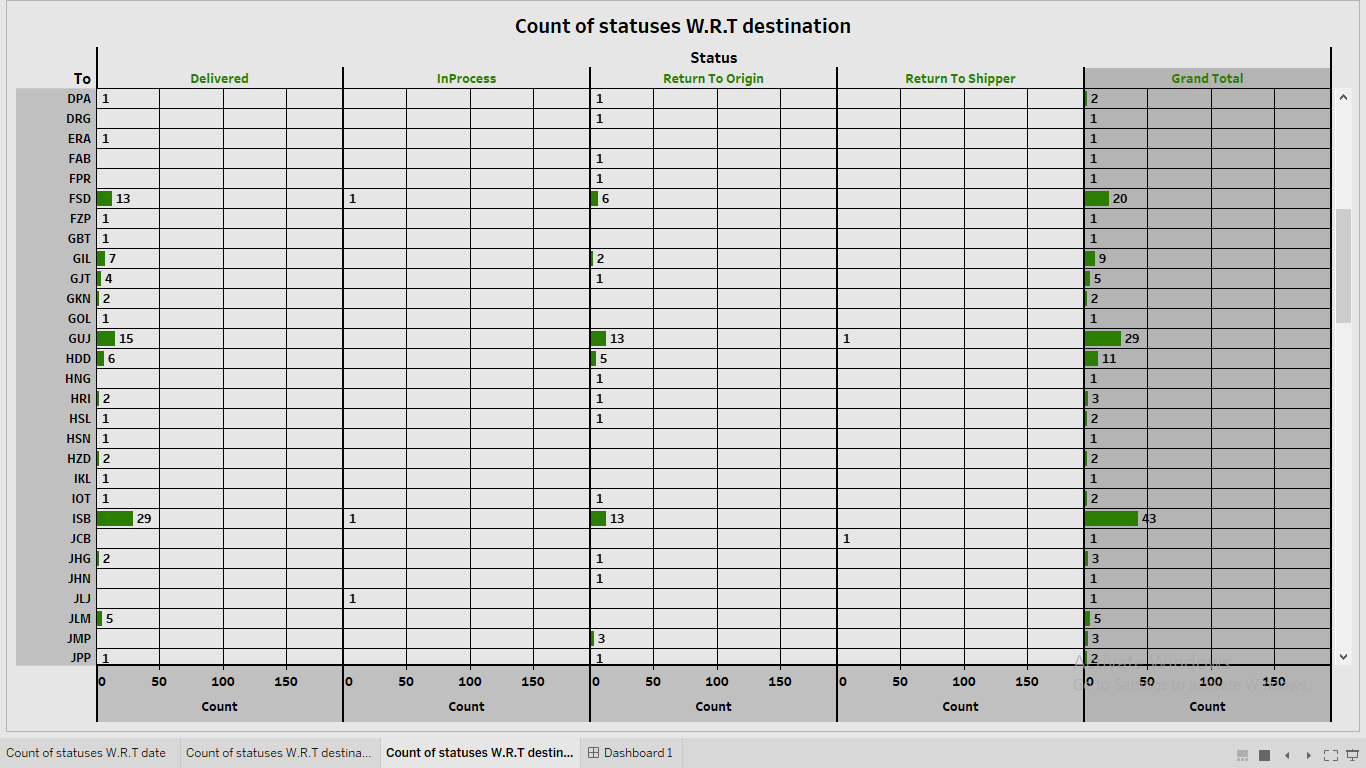 Count of statuses W.R.T destination
Status
To Delivered InProcess Return To Origin Return To Shipper Grand Total
DPA 1 1 2
DRG 1 1
ERA 1 1
FAB 1 1
FPR 1 1
FSD 13 1 6 20
FZP 1 1
GBT 1 1
GIL 7 2 9
GJT 4 1 5
GKN 2 2
GOL 1 1
GUJ 15 13 1 29
HDD 6 5 11
HNG 1 1
HRI 2 1 3
HSL 1 1 2
HSN 1 1
HZD 2 2
IKL 1 1
IOT 1 1 2
ISB 29 1 13 43
JCB 1 1
JHG 2 1 3
JHN 1 1
JLJ 1 1
JLM 5 5
JMP 3 3
JPP 1 1 2
Activate Windows
0 50 100 150 0 50 100 150 0 50 100 150 0 50 100 150 0 50 100 150
Go to Settings to activate Windows.
Count Count Count Count Count
Count of statuses W.R.T date Count of statuses W.R.T destina... Count of statuses W.R.T destin... Dashboard 1